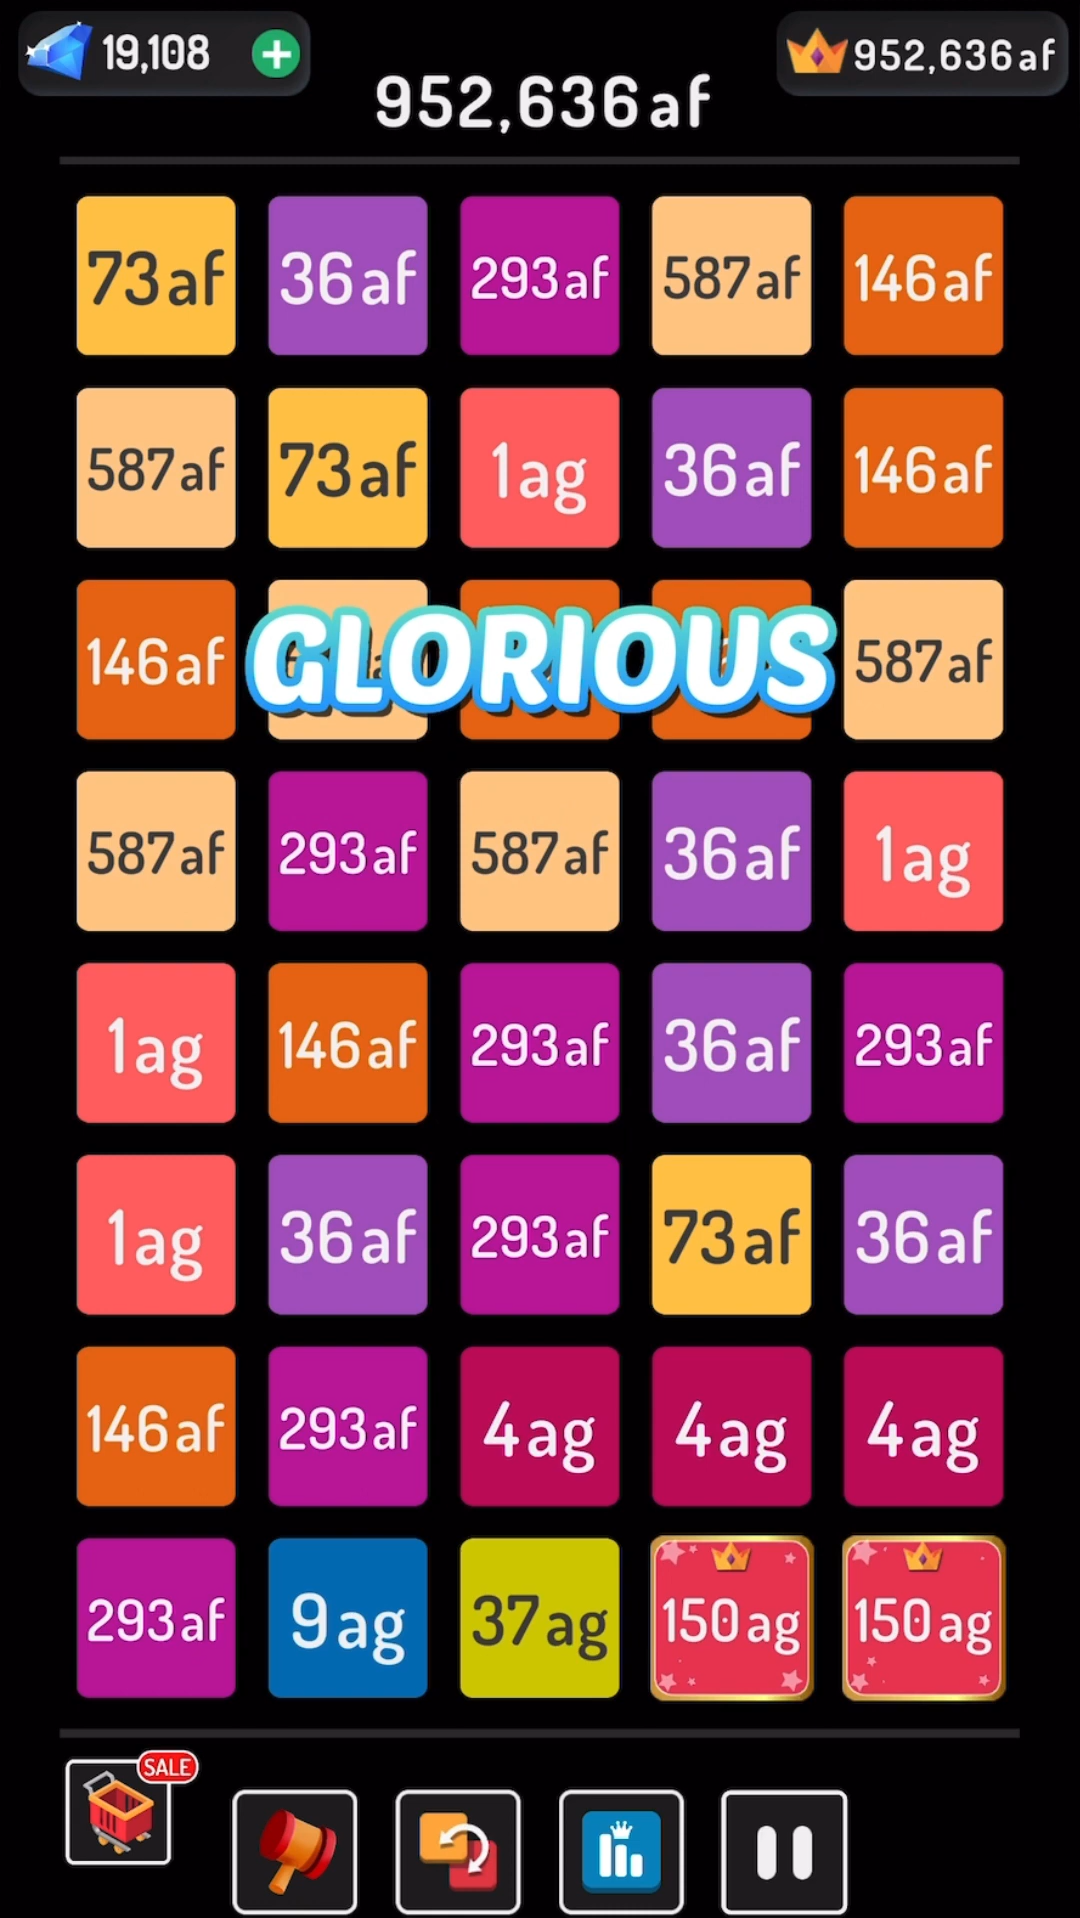 19,108
952,636af
952,636af
73af 36af 293af 587af 146af
587af 73af 1ag 36af 146af
146af GLORIOUS 587af
587af 293af 587af 36af 1ag
1ag 146af 293af 36af 293af
1ag 36af 293af 73af 36af
146af 293af 4ag 4ag 4ag
293af 9ag 37ag 150ag 150ag
SALE